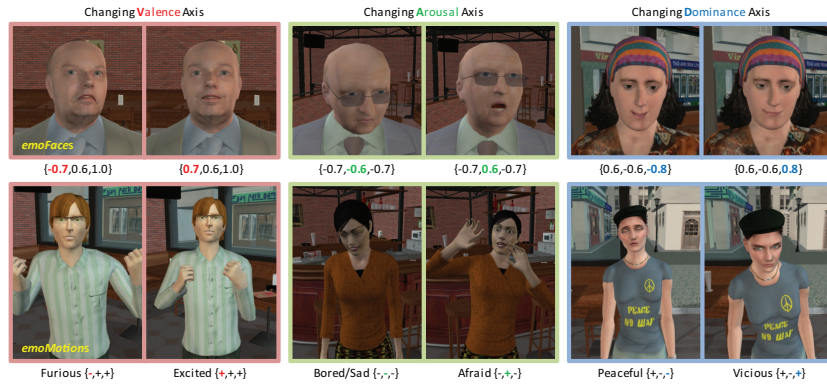 Changing Valence Axis
Changing Arousal Axis
Changing Dominance Axis
emoFaces
{-0.7,0.6,1.0}
{0.7,0.6,1.0}
{-0.7,-0.6,-0.7}
{-0.7,0.6,-0.7}
{0.6,-0.6,-0.8}
{0.6,-0.6,0.8}
emoMotions
PEACE
NO WAR
PEACE
NO WAR
Furious {-,+,+}
Excited {+,+,+}
Bored/Sad {-,-,-}
Afraid {-,+,-}
Peaceful {+,-,-}
Vicious {+,-,+}